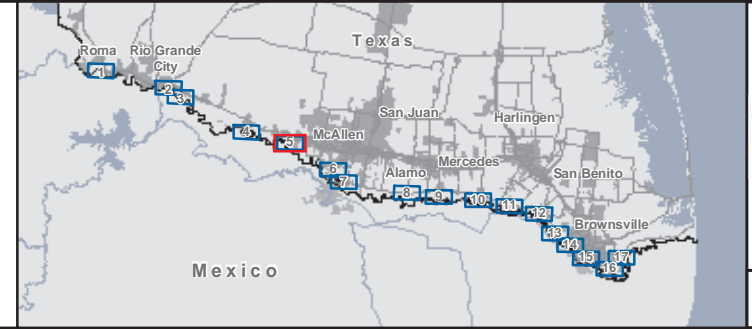 Texas
Roma
Rio Grande
City
1
2
3
4
5
McAllen
San Juan
Harlingen
6
7
Alamo
Mercedes
San Benito
8
9
10
11
12
Brownsville
13
14
15
16
17
Mexico